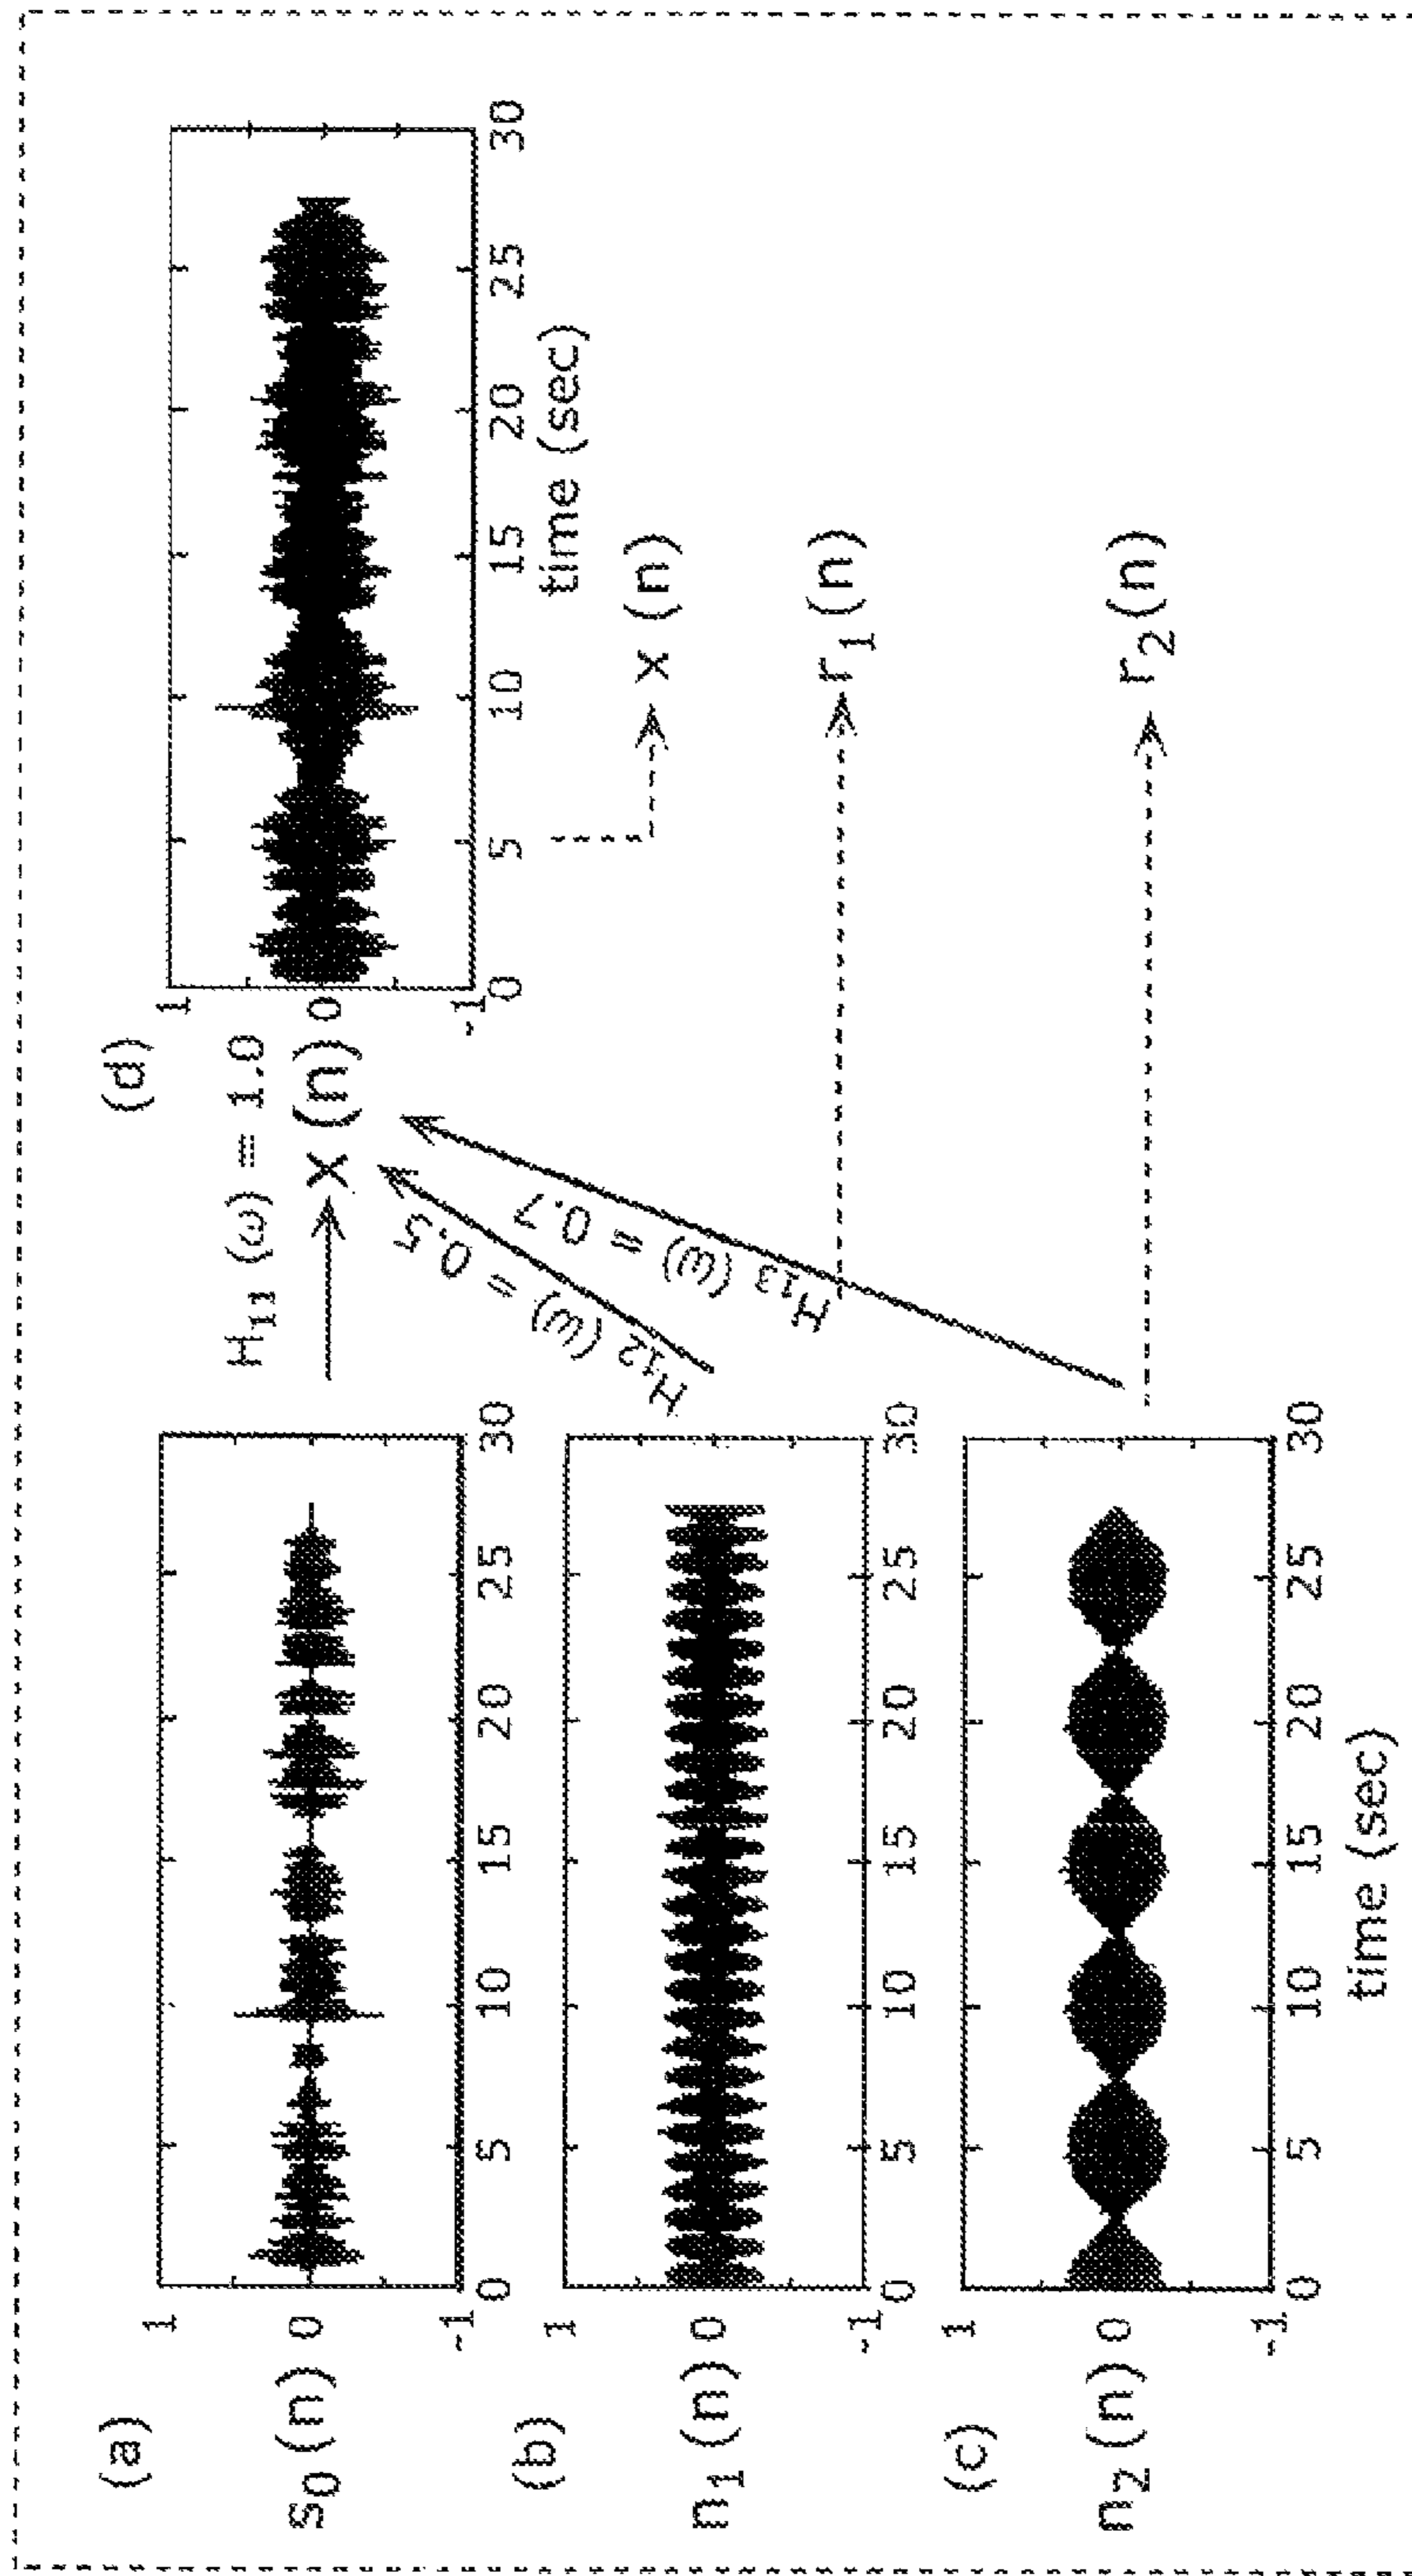 (a)
s0 (n)
1
0
-1
0 5 10 15 20 25 30
H11 (ω) = 1.0
x (n)
(d)
1
0
-1
0 5 10 15 20 25 30
time (sec)
(b)
n1 (n)
1
0
-1
0 5 10 15 20 25 30
H12 (ω) = 0.5
H13 (ω) = 0.7
x (n)
r1 (n)
(c)
n2 (n)
1
0
-1
0 5 10 15 20 25 30
time (sec)
r2 (n)